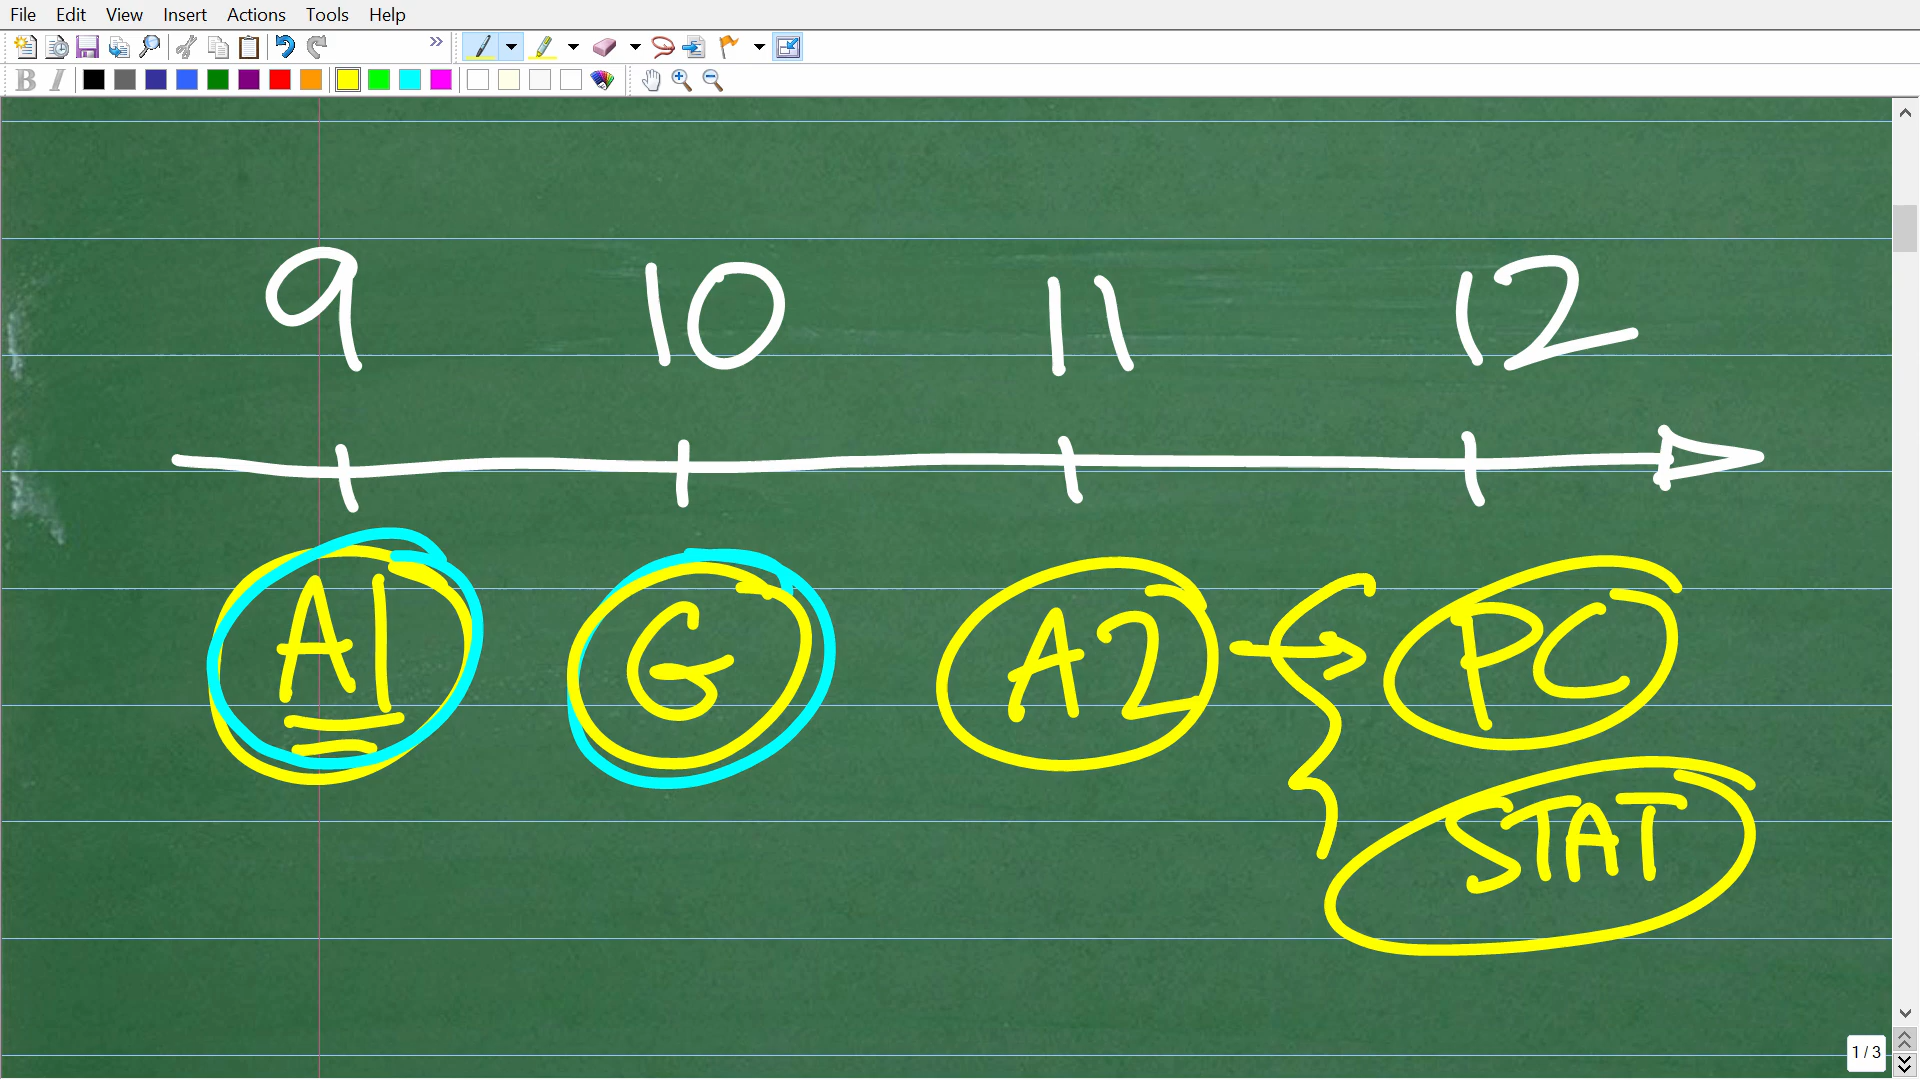 File Edit View Insert Actions Tools Help
B I
9 10 11 12
A1 G A2 PC
STAT
1 / 3